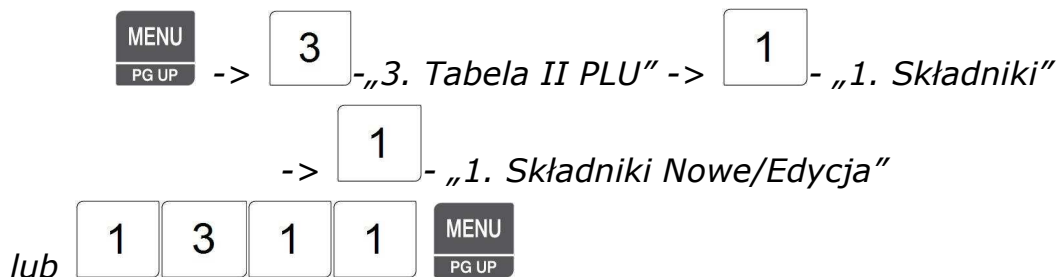 MENU
PG UP -> 3 -„3. Tabela II PLU” -> 1 - „1. Składniki”
-> 1 - „1. Składniki Nowe/Edycja”
lub 1 3 1 1 MENU
PG UP